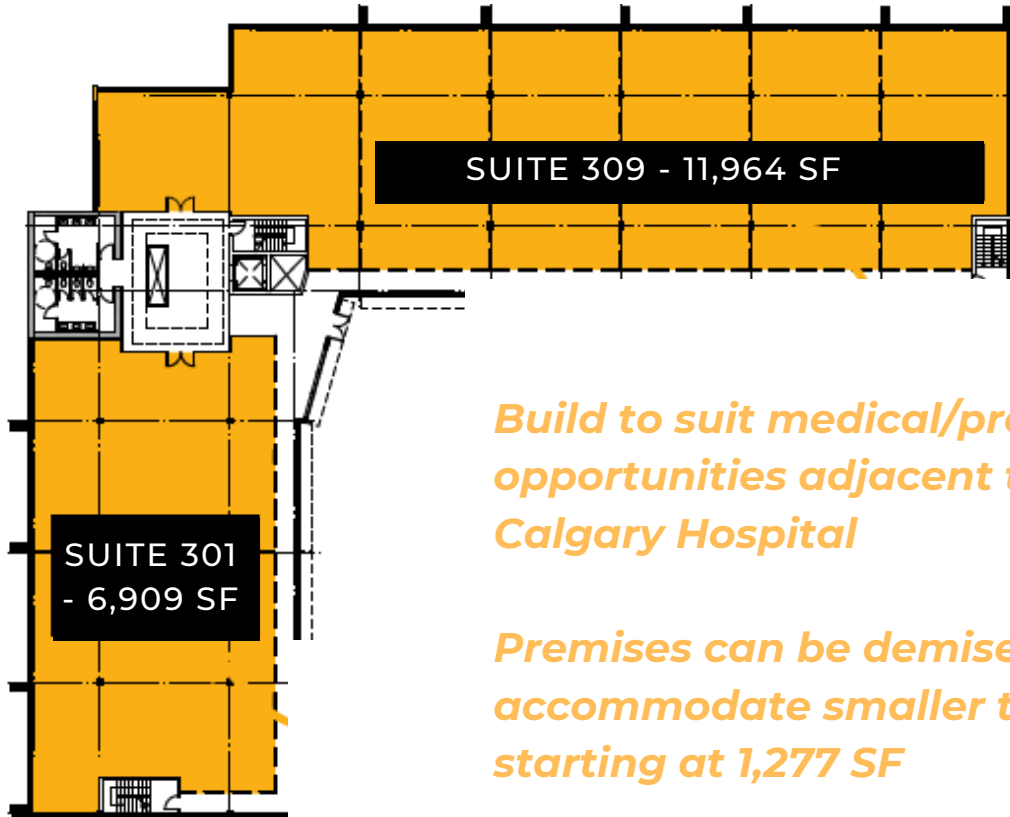 SUITE 309 - 11,964 SF
SUITE 301
- 6,909 SF
Build to suit medical/pr
opportunities adjacent
Calgary Hospital
Premises can be demise
accommodate smaller t
starting at 1,277 SF